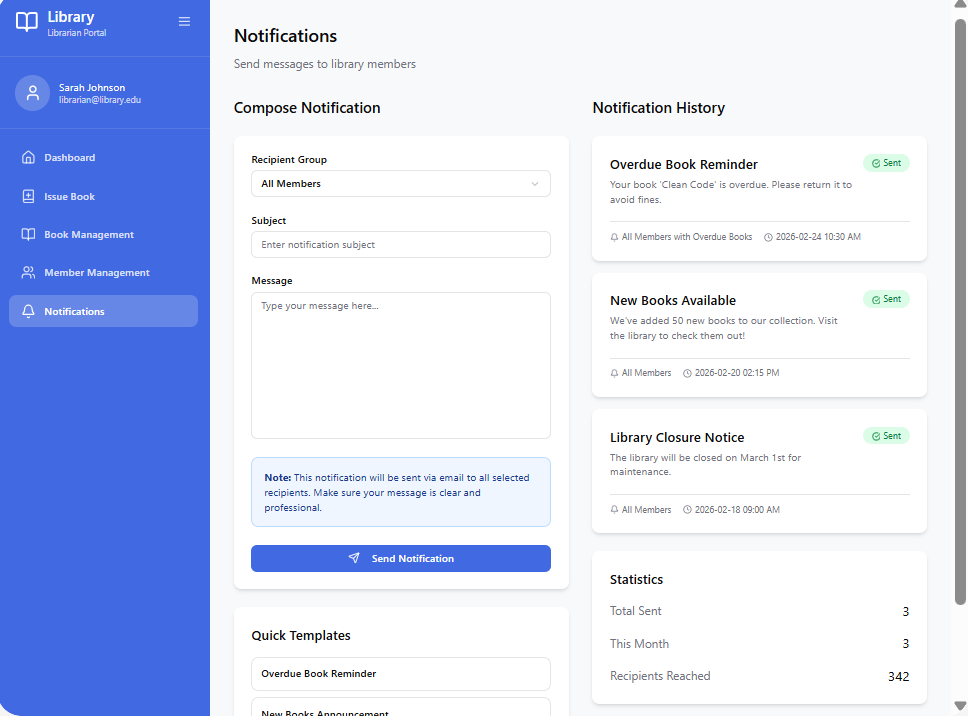 Library
Librarian Portal
Sarah Johnson
librarian@library.edu
Dashboard
Issue Book
Book Management
Member Management
Notifications
Notifications
Send messages to library members
Compose Notification
Recipient Group
All Members
Subject
Enter notification subject
Message
Type your message here...
Note: This notification will be sent via email to all selected
recipients. Make sure your message is clear and
professional.
Send Notification
Quick Templates
Overdue Book Reminder
New Books Announcement
Notification History
Overdue Book Reminder
Sent
Your book 'Clean Code' is overdue. Please return it to
avoid fines.
All Members with Overdue Books 2026-02-24 10:30 AM
New Books Available
Sent
We've added 50 new books to our collection. Visit
the library to check them out!
All Members 2026-02-20 02:15 PM
Library Closure Notice
Sent
The library will be closed on March 1st for
maintenance.
All Members 2026-02-18 09:00 AM
Statistics
Total Sent 3
This Month 3
Recipients Reached 342